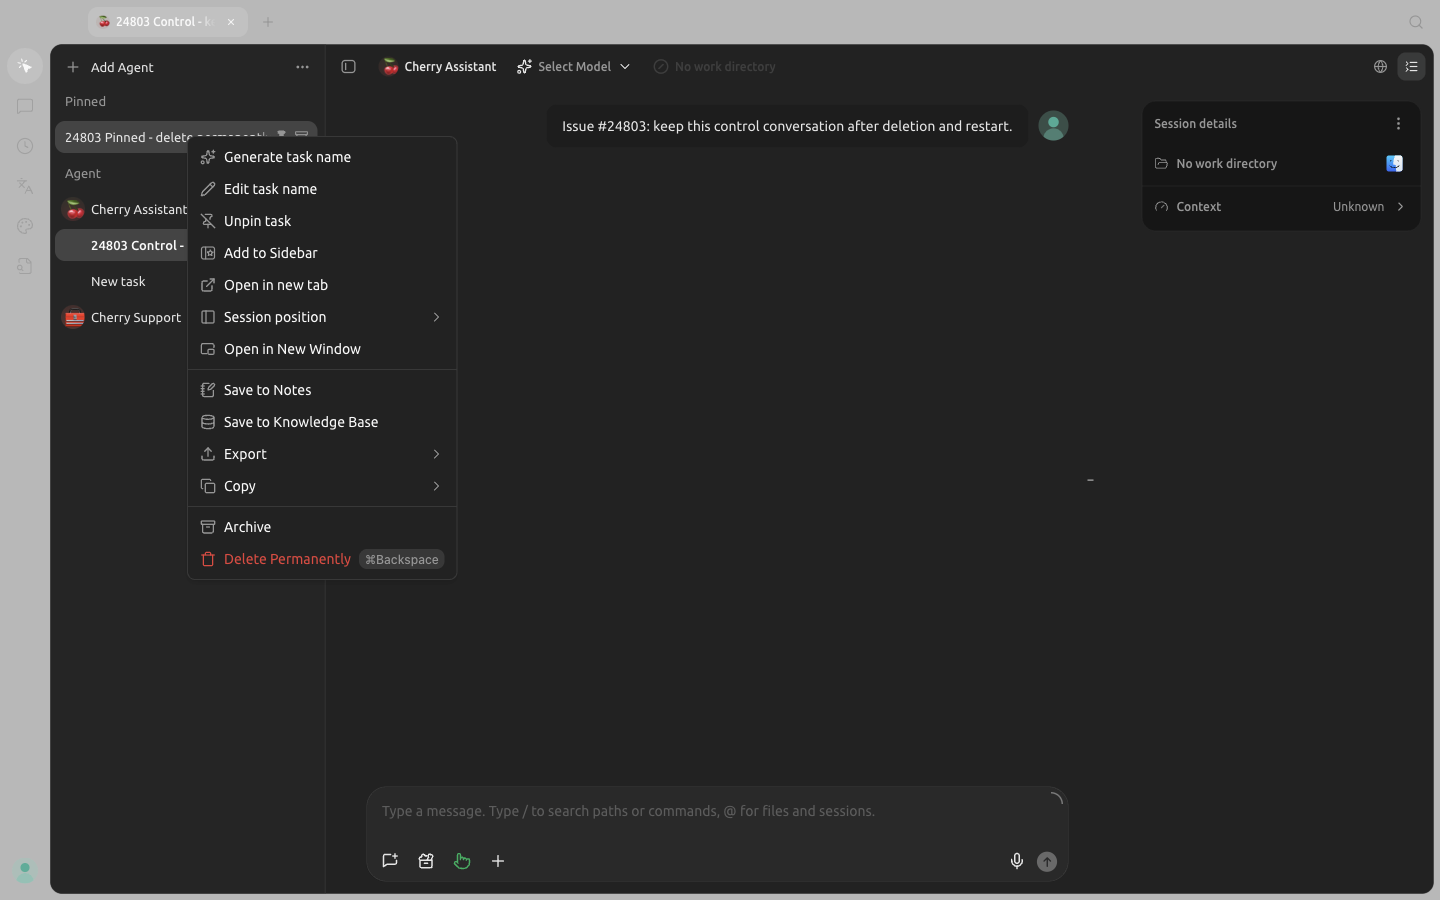 24803 Control - k
Add Agent
Pinned
24803 Pinned - delete permanentl
Agent
Cherry Assistant
24803 Control -
New task
Cherry Support
Generate task name
Edit task name
Unpin task
Add to Sidebar
Open in new tab
Session position
Open in New Window
Save to Notes
Save to Knowledge Base
Export
Copy
Archive
Delete Permanently ⌘Backspace
Cherry Assistant Select Model No work directory
Issue #24803: keep this control conversation after deletion and restart.
Session details
No work directory
Context Unknown
Type a message. Type / to search paths or commands, @ for files and sessions.